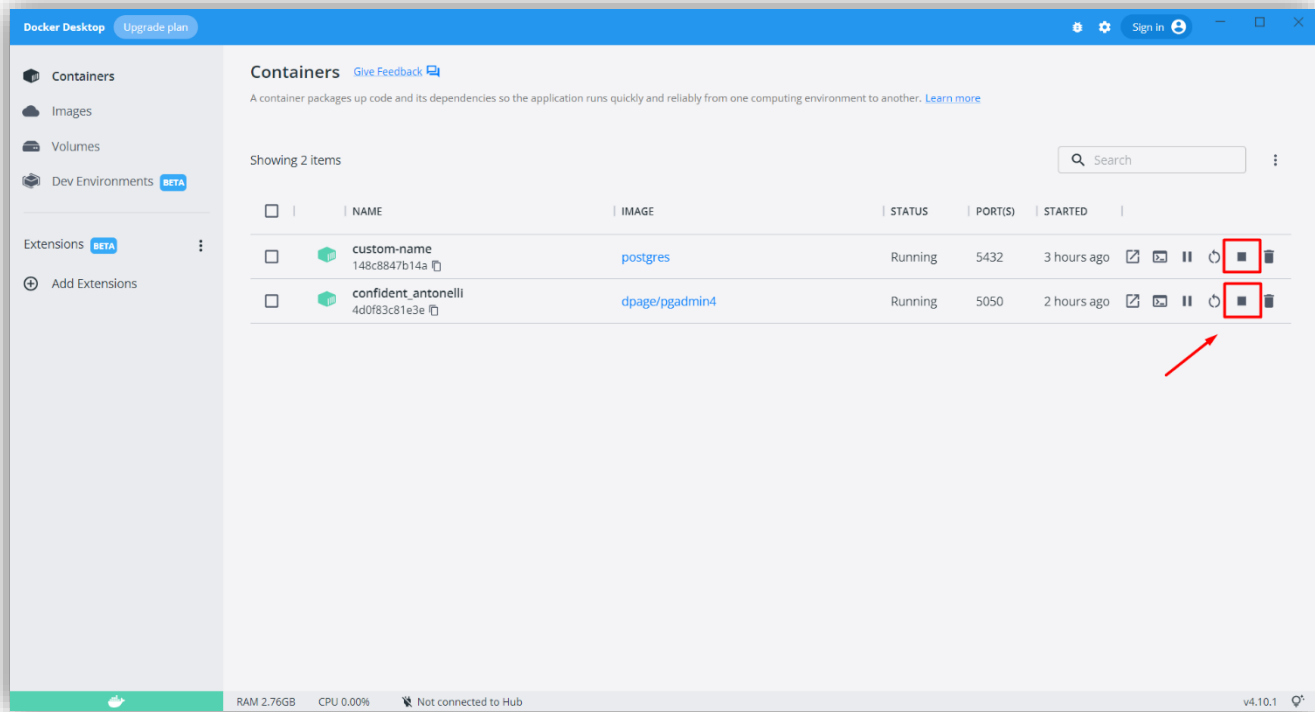 Docker Desktop Upgrade plan Sign in
Containers
Images
Volumes
Dev Environments BETA
Extensions BETA
Add Extensions
Containers Give Feedback
A container packages up code and its dependencies so the application runs quickly and reliably from one computing environment to another. Learn more
Showing 2 items Search
NAME IMAGE STATUS PORT(S) STARTED
custom-name
148c8847b14a
postgres Running 5432 3 hours ago
confident_antonelli
4d0f83c81e3e
dpage/pgadmin4 Running 5050 2 hours ago
RAM 2.76GB CPU 0.00% Not connected to Hub v4.10.1